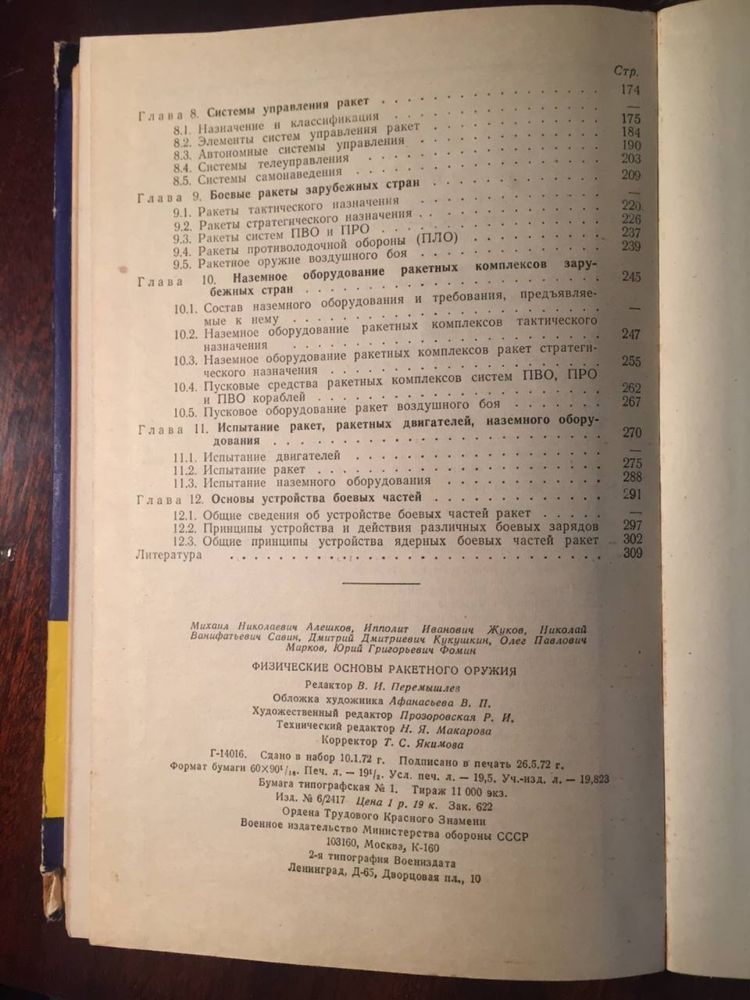 Стр.
Глава 8. Системы управления ракет . . . . . . . . . . . . 174
8.1. Назначение и классификация . . . . . . . . . . . . —
8.2. Элементы систем управления ракет . . . . . . . . . . 175
8.3. Автономные системы управления . . . . . . . . . . . 184
8.4. Системы телеуправления . . . . . . . . . . . . . . 190
8.5. Системы самонаведения . . . . . . . . . . . . . . 203
Глава 9. Боевые ракеты зарубежных стран . . . . . . . . . . 209
9.1. Ракеты тактического назначения . . . . . . . . . . . —
9.2. Ракеты стратегического назначения . . . . . . . . . . 220
9.3. Ракеты систем ПВО и ПРО . . . . . . . . . . . . . 226
9.4. Ракеты противолодочной обороны (ПЛО) . . . . . . . . 237
9.5. Ракетное оружие воздушного боя . . . . . . . . . . . 239
Глава 10. Наземное оборудование ракетных комплексов зару-
бежных стран . . . . . . . . . . . . . . . . . 245
10.1. Состав наземного оборудования и требования, предъявляе-
мые к нему . . . . . . . . . . . . . . . . . . —
10.2. Наземное оборудование ракетных комплексов тактического
назначения . . . . . . . . . . . . . . . . . . 247
10.3. Наземное оборудование ракетных комплексов ракет стратеги-
ческого назначения . . . . . . . . . . . . . . . 255
10.4. Пусковые средства ракетных комплексов систем ПВО, ПРО
и ПВО кораблей . . . . . . . . . . . . . . . . 262
10.5. Пусковое оборудование ракет воздушного боя . . . . . . . 267
Глава 11. Испытание ракет, ракетных двигателей, наземного обору-
дования . . . . . . . . . . . . . . . . . . . 270
11.1. Испытание двигателей . . . . . . . . . . . . . . —
11.2. Испытание ракет . . . . . . . . . . . . . . . . 275
11.3. Испытание наземного оборудования . . . . . . . . . . 288
Глава 12. Основы устройства боевых частей . . . . . . . . . 291
12.1. Общие сведения об устройстве боевых частей ракет . . . . . —
12.2. Принципы устройства и действия различных боевых зарядов 297
12.3. Общие принципы устройства ядерных боевых частей ракет 302
Литература . . . . . . . . . . . . . . . . . . . . 309
Михаил Николаевич Алешков, Ипполит Иванович Жуков, Николай
Ванифатьевич Савин, Дмитрий Дмитриевич Кукушкин, Олег Павлович
Марков, Юрий Григорьевич Фомин
ФИЗИЧЕСКИЕ ОСНОВЫ РАКЕТНОГО ОРУЖИЯ
Редактор В. И. Перемышлев
Обложка художника Афанасьева В. П.
Художественный редактор Прозоровская Р. И.
Технический редактор Н. Я. Макарова
Корректор Т. С. Якимова
Г-14016. Сдано в набор 10.1.72 г. Подписано в печать 26.5.72 г.
Формат бумаги 60×90¹/₁₆. Печ. л. — 19¹/₂. Усл. печ. л. — 19,5. Уч.-изд. л. — 19,823
Бумага типографская № 1. Тираж 11 000 экз.
Изд. № 6/2417 Цена 1 р. 19 к. Зак. 622
Ордена Трудового Красного Знамени
Военное издательство Министерства обороны СССР
103160, Москва, К-160
2-я типография Воениздата
Ленинград, Д-65, Дворцовая пл., 10